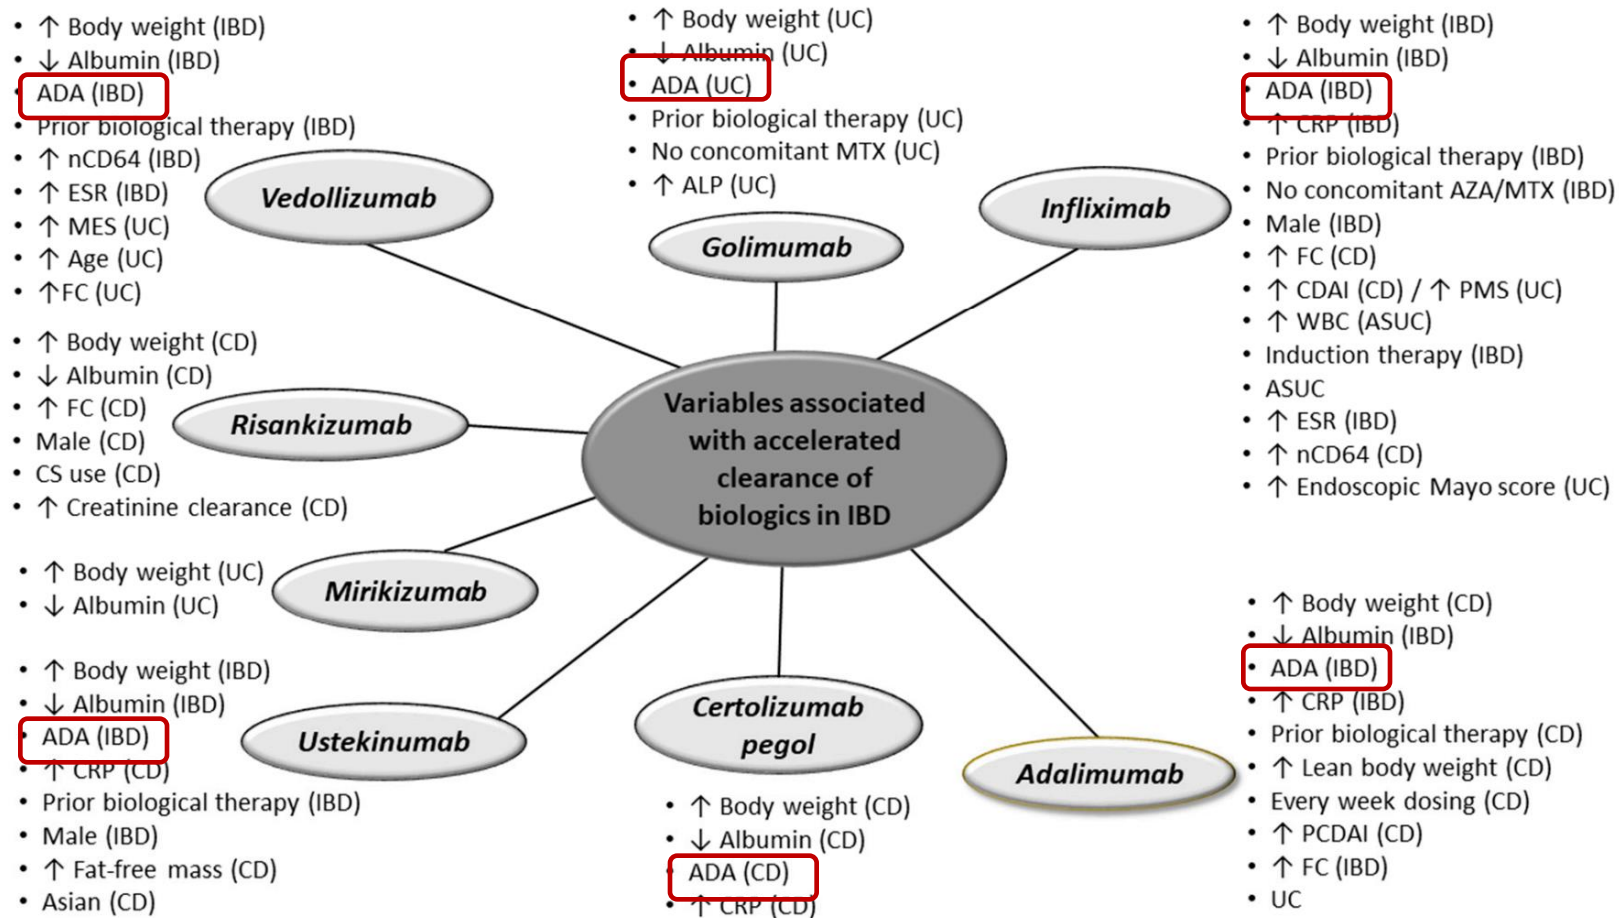 • ↑ Body weight (IBD)
• ↓ Albumin (IBD)
• ADA (IBD)
• Prior biological therapy (IBD)
• ↑ nCD64 (IBD)
• ↑ ESR (IBD)
• ↑ MES (UC)
• ↑ Age (UC)
• ↑FC (UC)
Vedollizumab
• ↑ Body weight (UC)
• ↓ Albumin (UC)
• ADA (UC)
• Prior biological therapy (UC)
• No concomitant MTX (UC)
• ↑ ALP (UC)
Golimumab
• ↑ Body weight (IBD)
• ↓ Albumin (IBD)
• ADA (IBD)
• ↑ CRP (IBD)
• Prior biological therapy (IBD)
• No concomitant AZA/MTX (IBD)
• Male (IBD)
• ↑ FC (CD)
• ↑ CDAI (CD) / ↑ PMS (UC)
• ↑ WBC (ASUC)
• Induction therapy (IBD)
• ASUC
• ↑ ESR (IBD)
• ↑ nCD64 (CD)
• ↑ Endoscopic Mayo score (UC)
Infliximab
• ↑ Body weight (CD)
• ↓ Albumin (CD)
• ↑ FC (CD)
• Male (CD)
• CS use (CD)
• ↑ Creatinine clearance (CD)
Risankizumab
Variables associated
with accelerated
clearance of
biologics in IBD
• ↑ Body weight (UC)
• ↓ Albumin (UC)
Mirikizumab
• ↑ Body weight (IBD)
• ↓ Albumin (IBD)
• ADA (IBD)
• ↑ CRP (CD)
• Prior biological therapy (IBD)
• Male (IBD)
• ↑ Fat-free mass (CD)
• Asian (CD)
Ustekinumab
Certolizumab
pegol
• ↑ Body weight (CD)
• ↓ Albumin (CD)
• ADA (CD)
• ↑ CRP (CD)
Adalimumab
• ↑ Body weight (CD)
• ↓ Albumin (IBD)
• ADA (IBD)
• ↑ CRP (IBD)
• Prior biological therapy (CD)
• ↑ Lean body weight (CD)
• Every week dosing (CD)
• ↑ PCDAI (CD)
• ↑ FC (IBD)
• UC